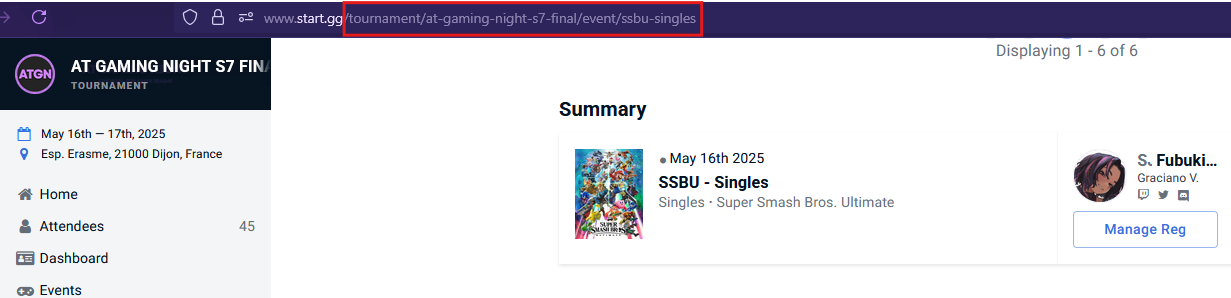 www.start.gg/tournament/at-gaming-night-s7-final/event/ssbu-singles
ATGN
AT GAMING NIGHT S7 FINA
TOURNAMENT
May 16th — 17th, 2025
Esp. Erasme, 21000 Dijon, France
Home
Attendees 45
Dashboard
Events
Displaying 1 - 6 of 6
Summary
SUPER
SMASH BROS.
ULTIMATE
May 16th 2025
SSBU - Singles
Singles · Super Smash Bros. Ultimate
S. Fubuki...
Graciano V.
Manage Reg